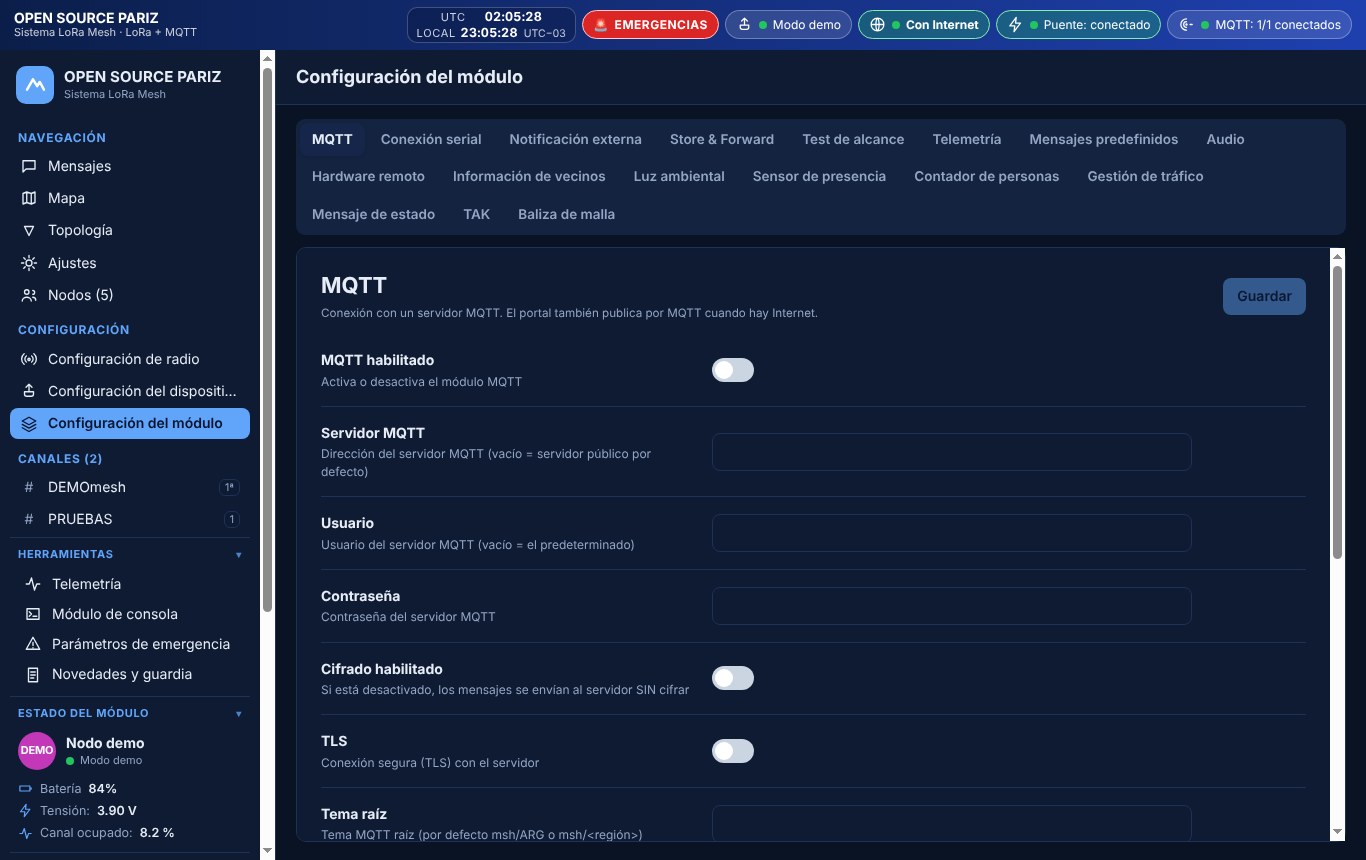 OPEN SOURCE PARIZ
Sistema LoRa Mesh · LoRa + MQTT
UTC 02:05:28
LOCAL 23:05:28 UTC−03
🚨 EMERGENCIAS
Modo demo
Con Internet
Puente: conectado
MQTT: 1/1 conectados
OPEN SOURCE PARIZ
Sistema LoRa Mesh
NAVEGACIÓN
Mensajes
Mapa
Topología
Ajustes
Nodos (5)
CONFIGURACIÓN
Configuración de radio
Configuración del dispositi...
Configuración del módulo
CANALES (2)
# DEMOmesh 1ª
# PRUEBAS 1
HERRAMIENTAS ▾
Telemetría
Módulo de consola
Parámetros de emergencia
Novedades y guardia
ESTADO DEL MÓDULO ▾
DEMO
Nodo demo
Modo demo
Batería 84%
Tensión: 3.90 V
Canal ocupado: 8.2 %
Configuración del módulo
MQTT Conexión serial Notificación externa Store & Forward Test de alcance Telemetría Mensajes predefinidos Audio
Hardware remoto Información de vecinos Luz ambiental Sensor de presencia Contador de personas Gestión de tráfico
Mensaje de estado TAK Baliza de malla
MQTT
Conexión con un servidor MQTT. El portal también publica por MQTT cuando hay Internet.
Guardar
MQTT habilitado
Activa o desactiva el módulo MQTT
Servidor MQTT
Dirección del servidor MQTT (vacío = servidor público por
defecto)
Usuario
Usuario del servidor MQTT (vacío = el predeterminado)
Contraseña
Contraseña del servidor MQTT
Cifrado habilitado
Si está desactivado, los mensajes se envían al servidor SIN cifrar
TLS
Conexión segura (TLS) con el servidor
Tema raíz
Tema MQTT raíz (por defecto msh/ARG o msh/<región>)